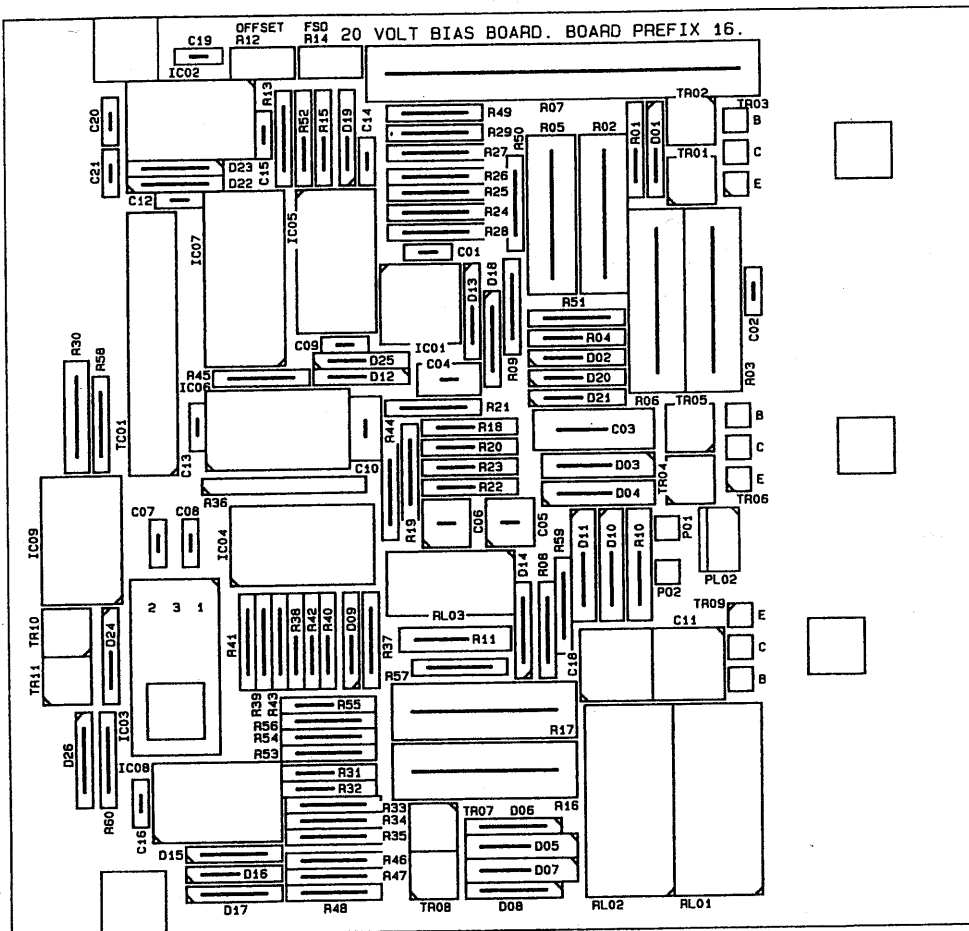 OFFSET FSD
C19 R12 R14 20 VOLT BIAS BOARD. BOARD PREFIX 16.
IC02
TR02
TR03
R13
R49
R07
C20
R52
R15
D19
C14
R29
R50
R05
R02
R01
D01
B
C21
C15
R27
TR01
C
D23
D22
R26
R25
E
C12
IC07
IC05
R24
R28
C01
D18
D13
C02
R51
R30
R58
C09
IC01
R09
R04
D25
C04
D02
R03
R45
D12
D20
IC06
D21
R06
TR05
TC01
R44
R21
R18
C03
B
C13
C10
R20
C
R23
D03
TR04
E
R36
R22
D04
TR06
IC09
C07
C08
IC04
R19
C06
C05
R59
D11
D10
R10
P01
D14
R08
PL02
P02
2 3 1
RL03
TR09
TR10
D24
R41
R38
R42
R40
D09
R37
R11
C11
E
TR11
R57
C18
C
B
IC03
R39
R43
R55
R56
D26
R54
R17
R53
IC08
R31
R32
R60
R33
R16
C16
R34
TR07
D06
R35
D05
D15
R46
D16
R47
D07
D17
R48
TR08
D08
RL02
RL01